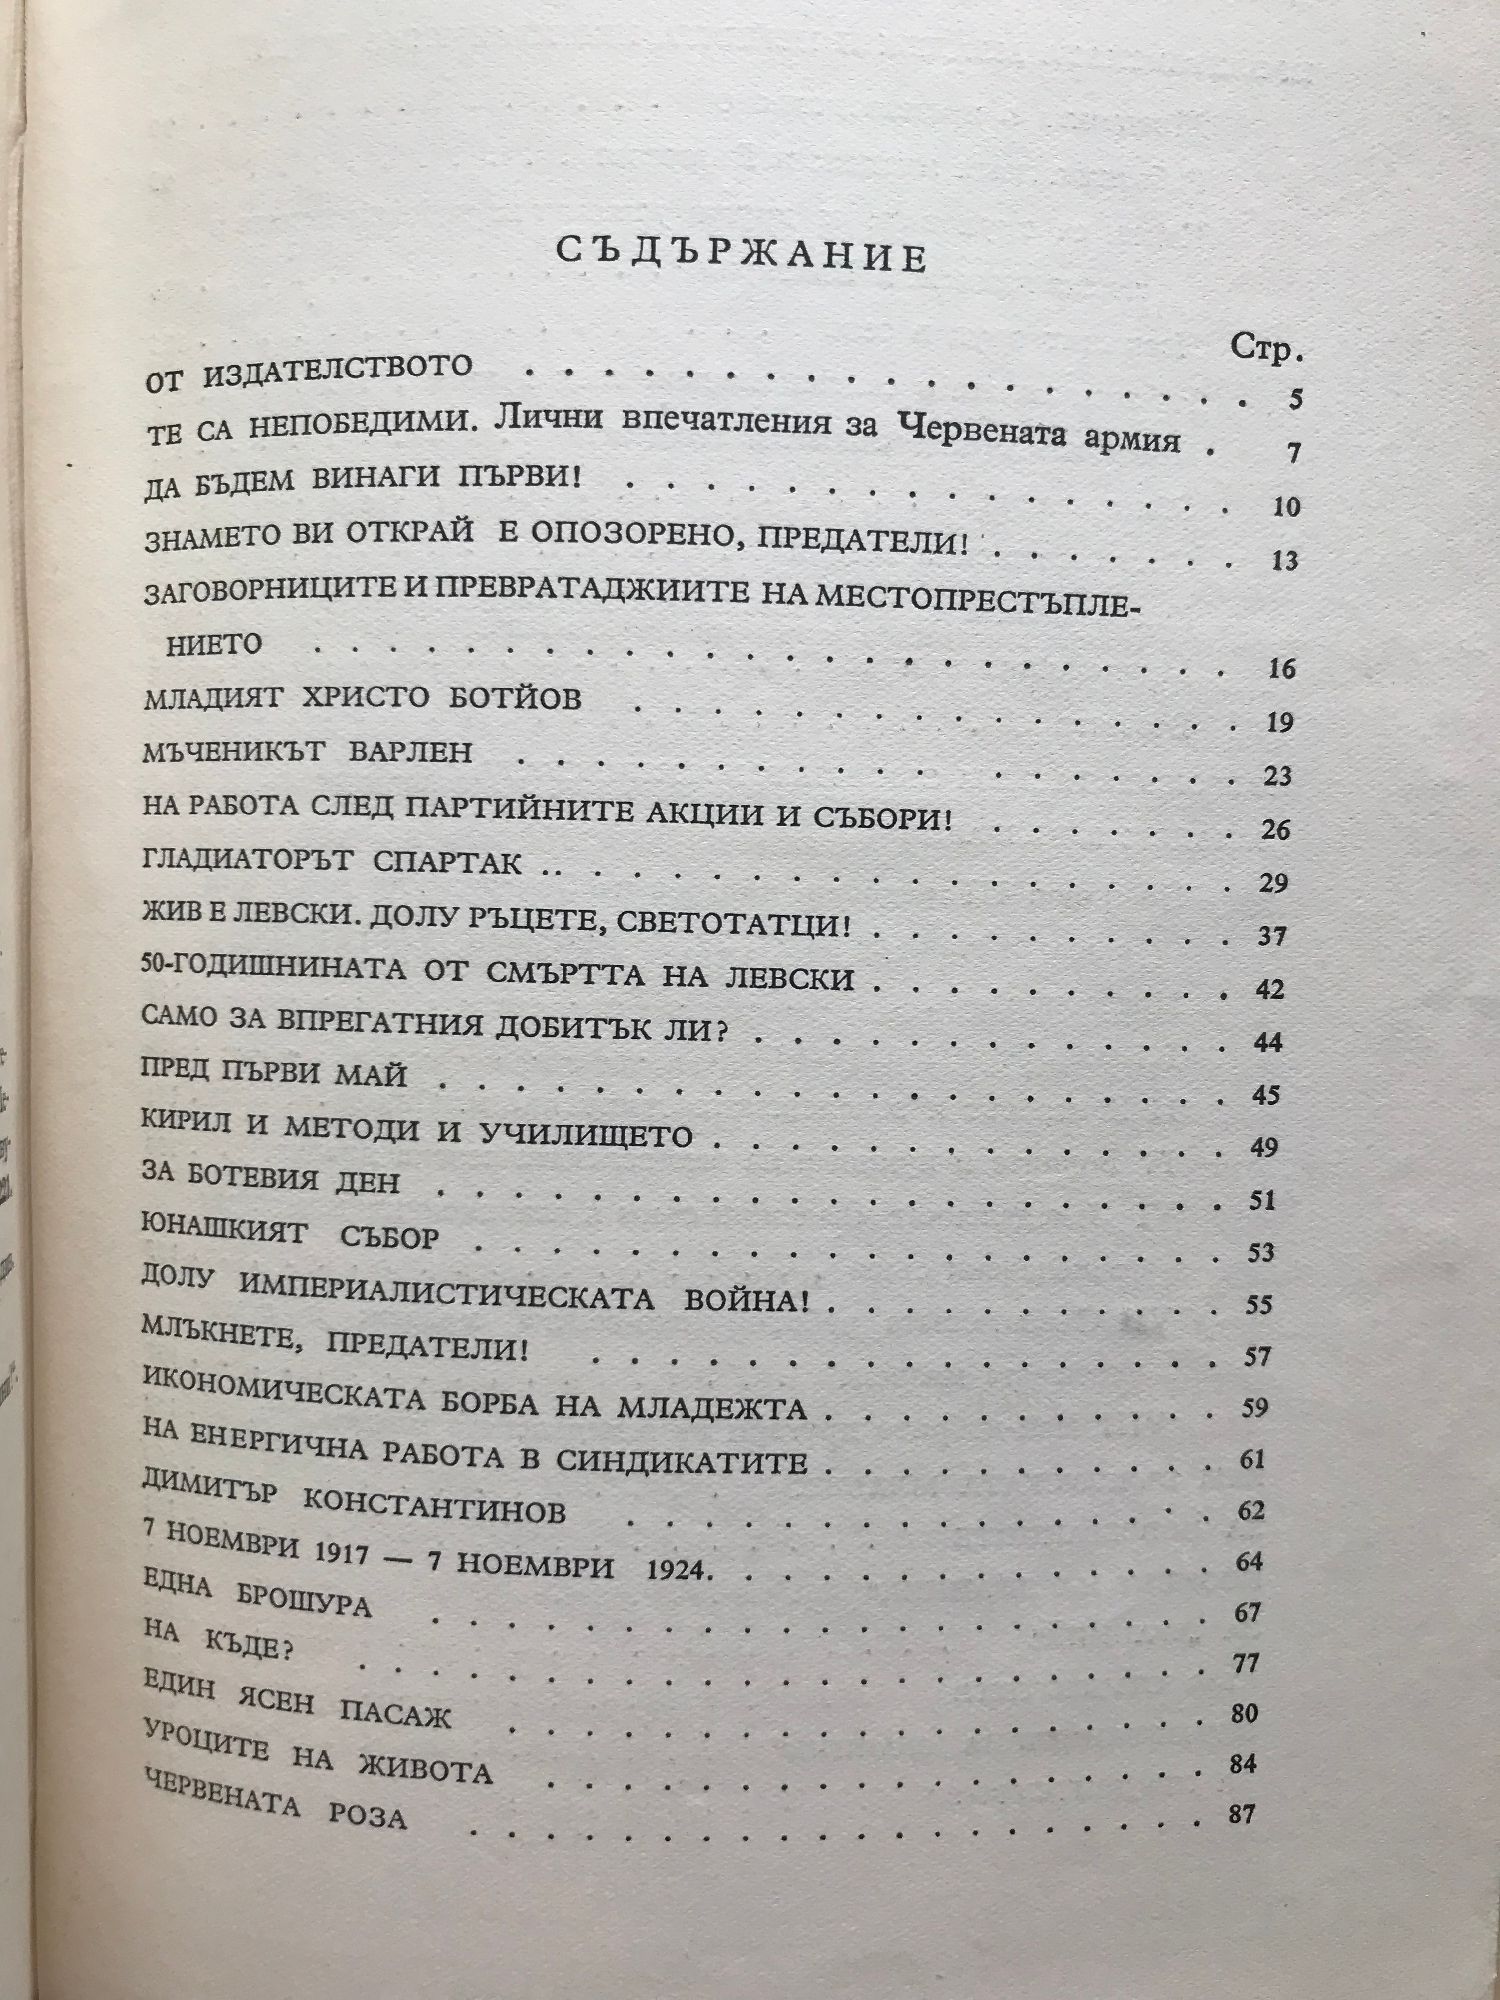 СЪДЪРЖАНИЕ
Стр.
ОТ ИЗДАТЕЛСТВОТО . . . . . . . . . . . . . . . . . . . 5
ТЕ СА НЕПОБЕДИМИ. Лични впечатления за Червената армия . 7
ДА БЪДЕМ ВИНАГИ ПЪРВИ! . . . . . . . . . . . . . . . . 10
ЗНАМЕТО ВИ ОТКРАЙ Е ОПОЗОРЕНО, ПРЕДАТЕЛИ! . . . . . . . 13
ЗАГОВОРНИЦИТЕ И ПРЕВРАТАДЖИИТЕ НА МЕСТОПРЕСТЪПЛЕ-
НИЕТО . . . . . . . . . . . . . . . . . . . . . . . . 16
МЛАДИЯТ ХРИСТО БОТЙОВ . . . . . . . . . . . . . . . . 19
МЪЧЕНИКЪТ ВАРЛЕН . . . . . . . . . . . . . . . . . . 23
НА РАБОТА СЛЕД ПАРТИЙНИТЕ АКЦИИ И СЪБОРИ! . . . . . . . 26
ГЛАДИАТОРЪТ СПАРТАК . . . . . . . . . . . . . . . . . . 29
ЖИВ Е ЛЕВСКИ. ДОЛУ РЪЦЕТЕ, СВЕТОТАТЦИ! . . . . . . . . . . 37
50-ГОДИШНИНАТА ОТ СМЪРТТА НА ЛЕВСКИ . . . . . . . . . . 42
САМО ЗА ВПРЕГАТНИЯ ДОБИТЪК ЛИ? . . . . . . . . . . . . . 44
ПРЕД ПЪРВИ МАЙ . . . . . . . . . . . . . . . . . . . . . 45
КИРИЛ И МЕТОДИ И УЧИЛИЩЕТО . . . . . . . . . . . . . . 49
ЗА БОТЕВИЯ ДЕН . . . . . . . . . . . . . . . . . . . . . 51
ЮНАШКИЯТ СЪБОР . . . . . . . . . . . . . . . . . . . . 53
ДОЛУ ИМПЕРИАЛИСТИЧЕСКАТА ВОЙНА! . . . . . . . . . . . 55
МЛЪКНЕТЕ, ПРЕДАТЕЛИ! . . . . . . . . . . . . . . . . . 57
ИКОНОМИЧЕСКАТА БОРБА НА МЛАДЕЖТА . . . . . . . . . . . 59
НА ЕНЕРГИЧНА РАБОТА В СИНДИКАТИТЕ . . . . . . . . . . . 61
ДИМИТЪР КОНСТАНТИНОВ . . . . . . . . . . . . . . . . 62
7 НОЕМВРИ 1917 — 7 НОЕМВРИ 1924. . . . . . . . . . . . . 64
ЕДНА БРОШУРА . . . . . . . . . . . . . . . . . . . . . 67
НА КЪДЕ? . . . . . . . . . . . . . . . . . . . . . . . 77
ЕДИН ЯСЕН ПАСАЖ . . . . . . . . . . . . . . . . . . . 80
УРОЦИТЕ НА ЖИВОТА . . . . . . . . . . . . . . . . . . 84
ЧЕРВЕНАТА РОЗА . . . . . . . . . . . . . . . . . . . . 87